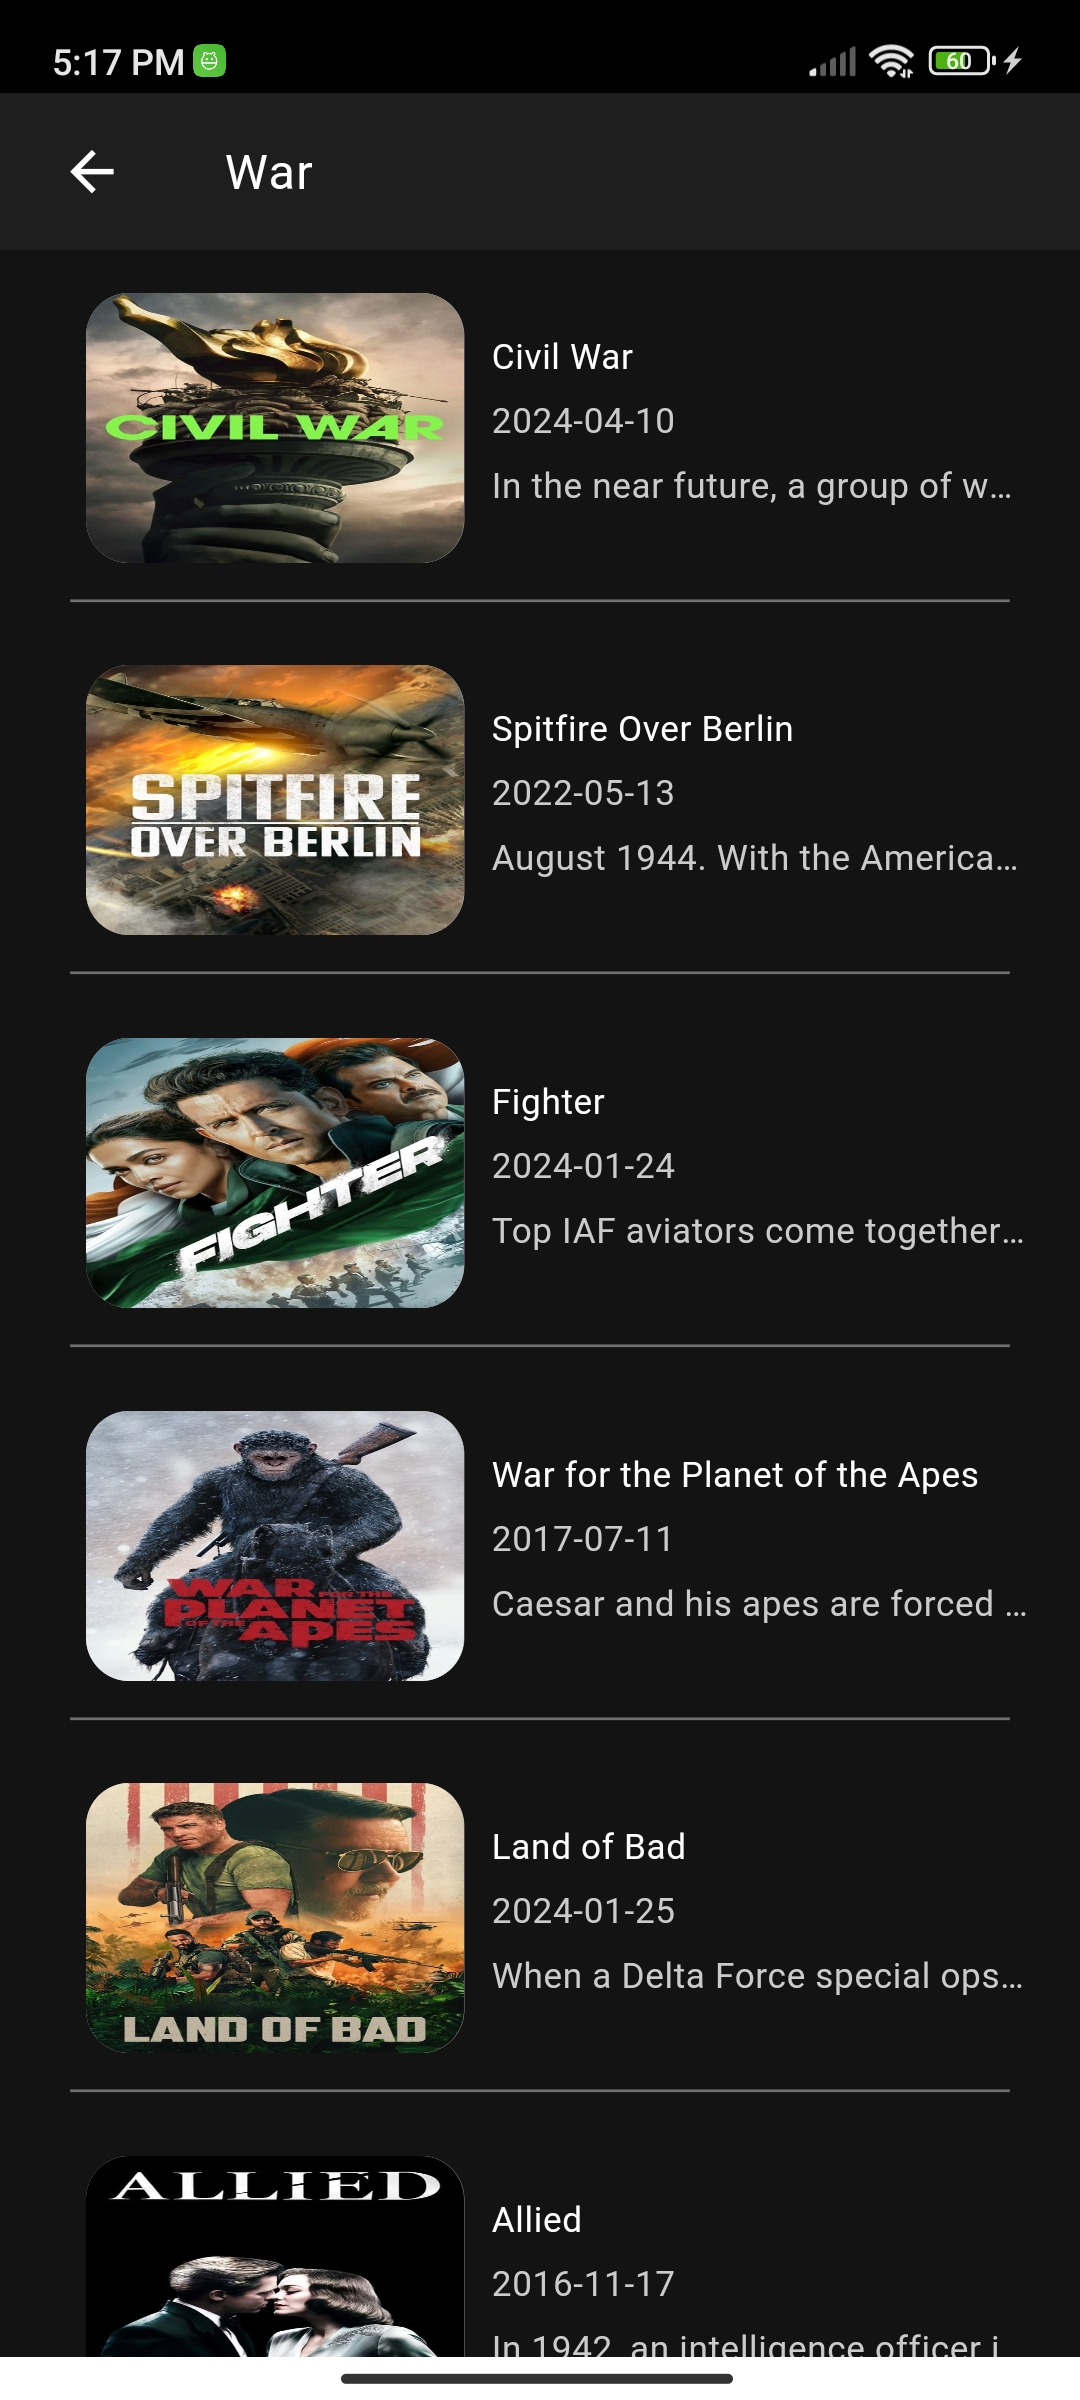 5:17 PM
60
War
CIVIL WAR
Civil War
2024-04-10
In the near future, a group of w...
SPITFIRE
OVER BERLIN
Spitfire Over Berlin
2022-05-13
August 1944. With the America...
FIGHTER
Fighter
2024-01-24
Top IAF aviators come together...
WAR FOR THE
PLANET
OF THE APES
War for the Planet of the Apes
2017-07-11
Caesar and his apes are forced ...
LAND OF BAD
Land of Bad
2024-01-25
When a Delta Force special ops...
ALLIED
Allied
2016-11-17
In 1942, an intelligence officer i